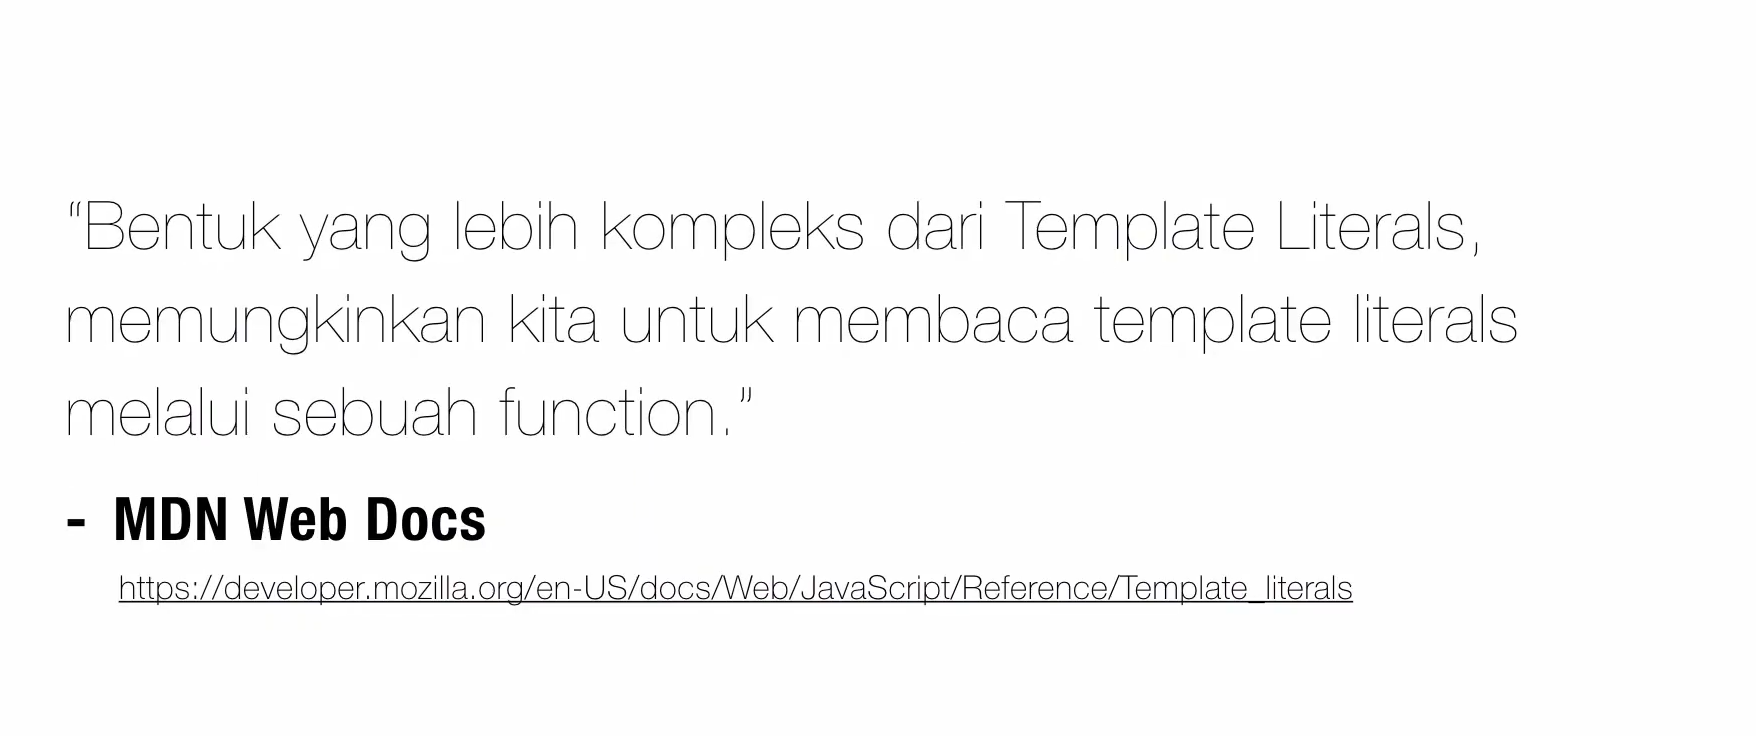 “Bentuk yang lebih kompleks dari Template Literals,
memungkinkan kita untuk membaca template literals
melalui sebuah function.”
- MDN Web Docs
https://developer.mozilla.org/en-US/docs/Web/JavaScript/Reference/Template_literals